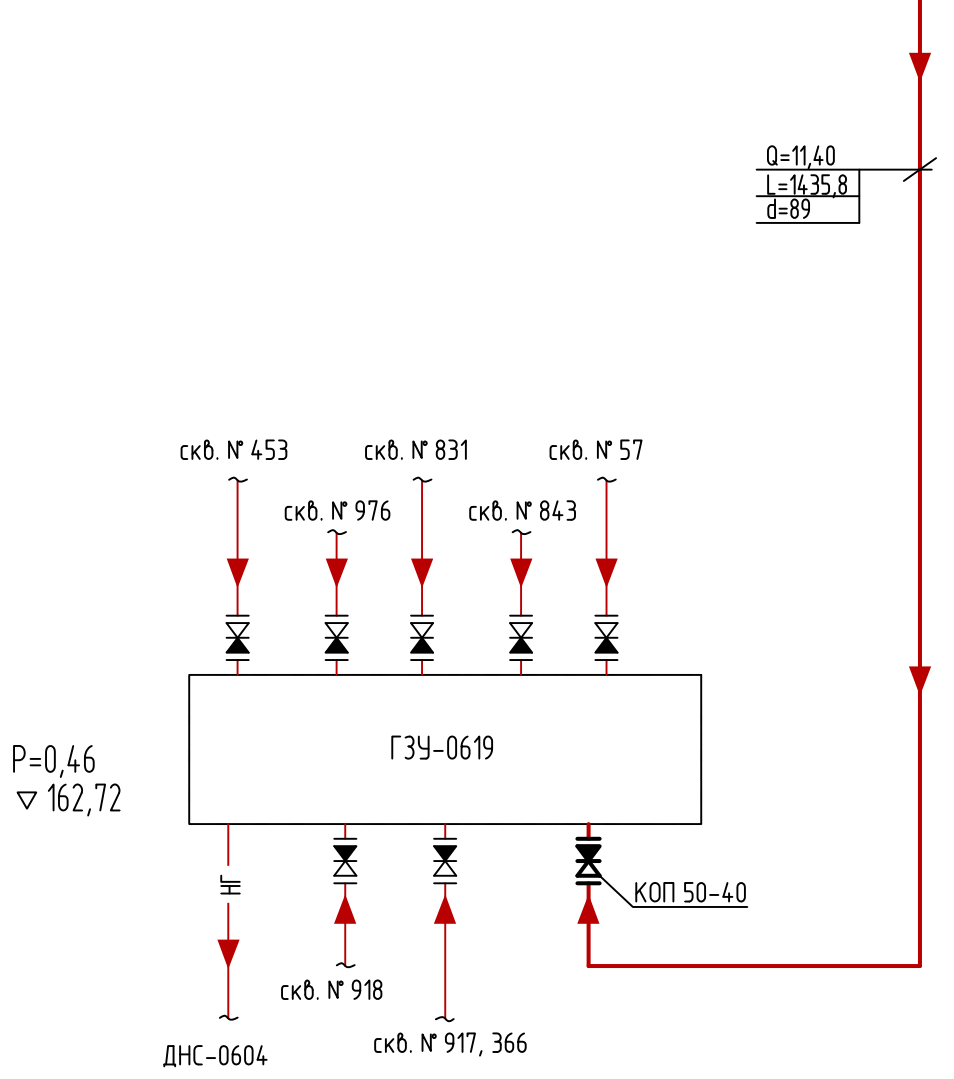 Q=11,40
L=1435,8
d=89
скв. № 453
скв. № 831
скв. № 57
скв. № 976
скв. № 843
ГЗУ-0619
P=0,46
▽ 162,72
НГ
КОП 50-40
скв. № 918
скв. № 917, 366
ДНС-0604